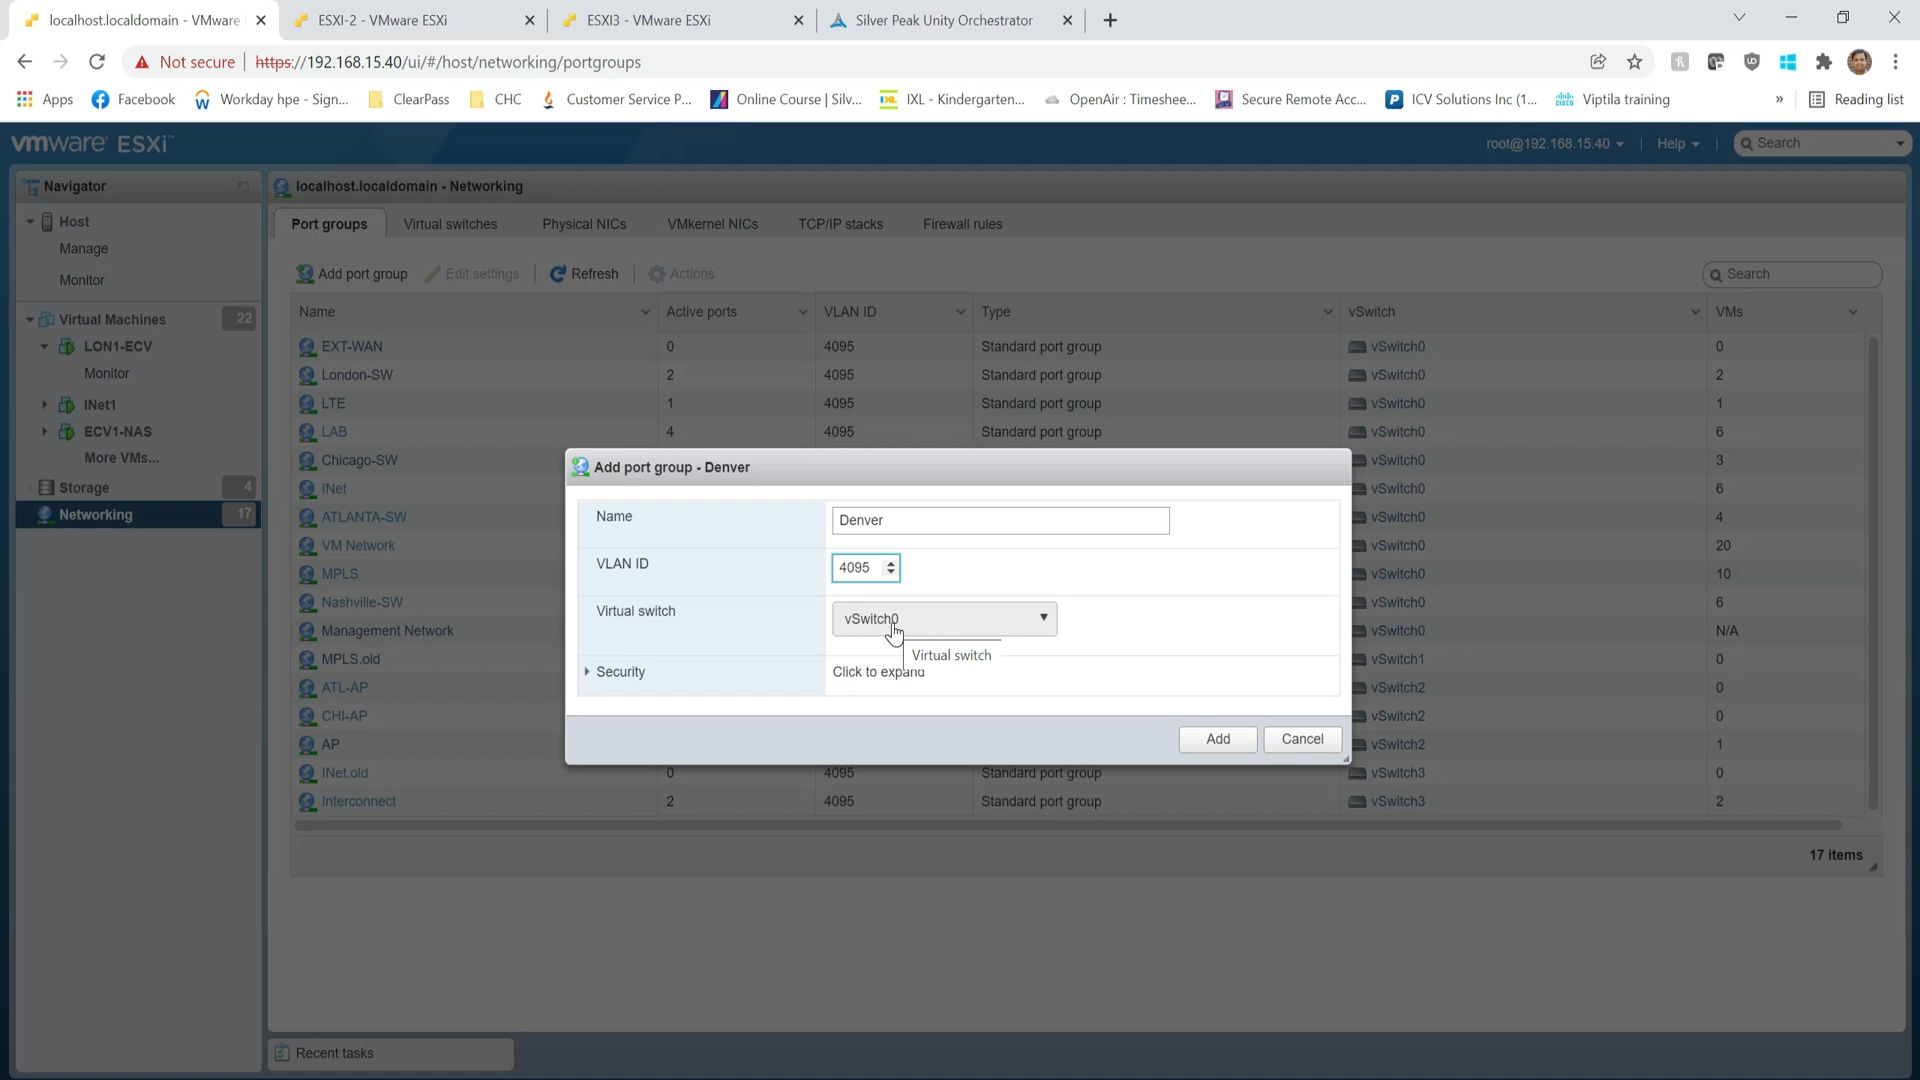 localhost.localdomain - VMware
ESXI-2 - VMware ESXi
ESXI3 - VMware ESXi
Silver Peak Unity Orchestrator
Not secure
https://192.168.15.40/ui/#/host/networking/portgroups
Apps
Facebook
Workday hpe - Sign...
ClearPass
CHC
Customer Service P...
Online Course | Silv...
IXL - Kindergarten...
OpenAir : Timeshee...
Secure Remote Acc...
ICV Solutions Inc (1...
Viptila training
»
Reading list
vmware ESXi™
root@192.168.15.40
Help
Search
Navigator
Host
Manage
Monitor
Virtual Machines 22
LON1-ECV
Monitor
INet1
ECV1-NAS
More VMs...
Storage 4
Networking 17
localhost.localdomain - Networking
Port groups
Virtual switches
Physical NICs
VMkernel NICs
TCP/IP stacks
Firewall rules
Add port group
Edit settings
Refresh
Actions
Search
Name Active ports VLAN ID Type vSwitch VMs
EXT-WAN 0 4095 Standard port group vSwitch0 0
London-SW 2 4095 Standard port group vSwitch0 2
LTE 1 4095 Standard port group vSwitch0 1
LAB 4 4095 Standard port group vSwitch0 6
Chicago-SW vSwitch0 3
INet vSwitch0 6
ATLANTA-SW vSwitch0 4
VM Network vSwitch0 20
MPLS vSwitch0 10
Nashville-SW vSwitch0 6
Management Network vSwitch0 N/A
MPLS.old vSwitch1 0
ATL-AP vSwitch2 0
CHI-AP vSwitch2 0
AP vSwitch2 1
INet.old 0 4095 Standard port group vSwitch3 0
Interconnect 2 4095 Standard port group vSwitch3 2
17 items
Add port group - Denver
Name
Denver
VLAN ID
4095
Virtual switch
vSwitch0
Virtual switch
Security
Click to expand
Add
Cancel
Recent tasks